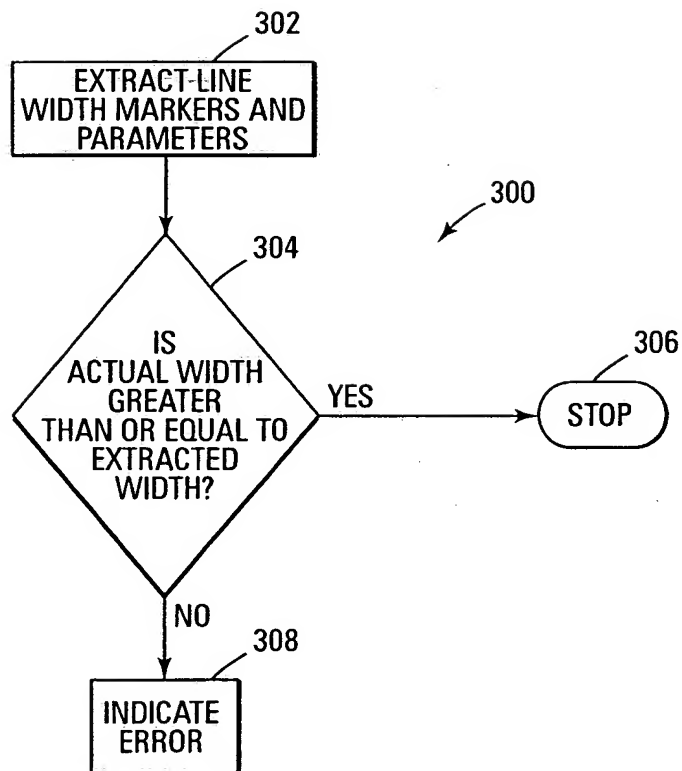 302
EXTRACT LINE
WIDTH MARKERS AND
PARAMETERS
300
304
IS
ACTUAL WIDTH
GREATER
THAN OR EQUAL TO
EXTRACTED
WIDTH?
YES
306
STOP
NO
308
INDICATE
ERROR